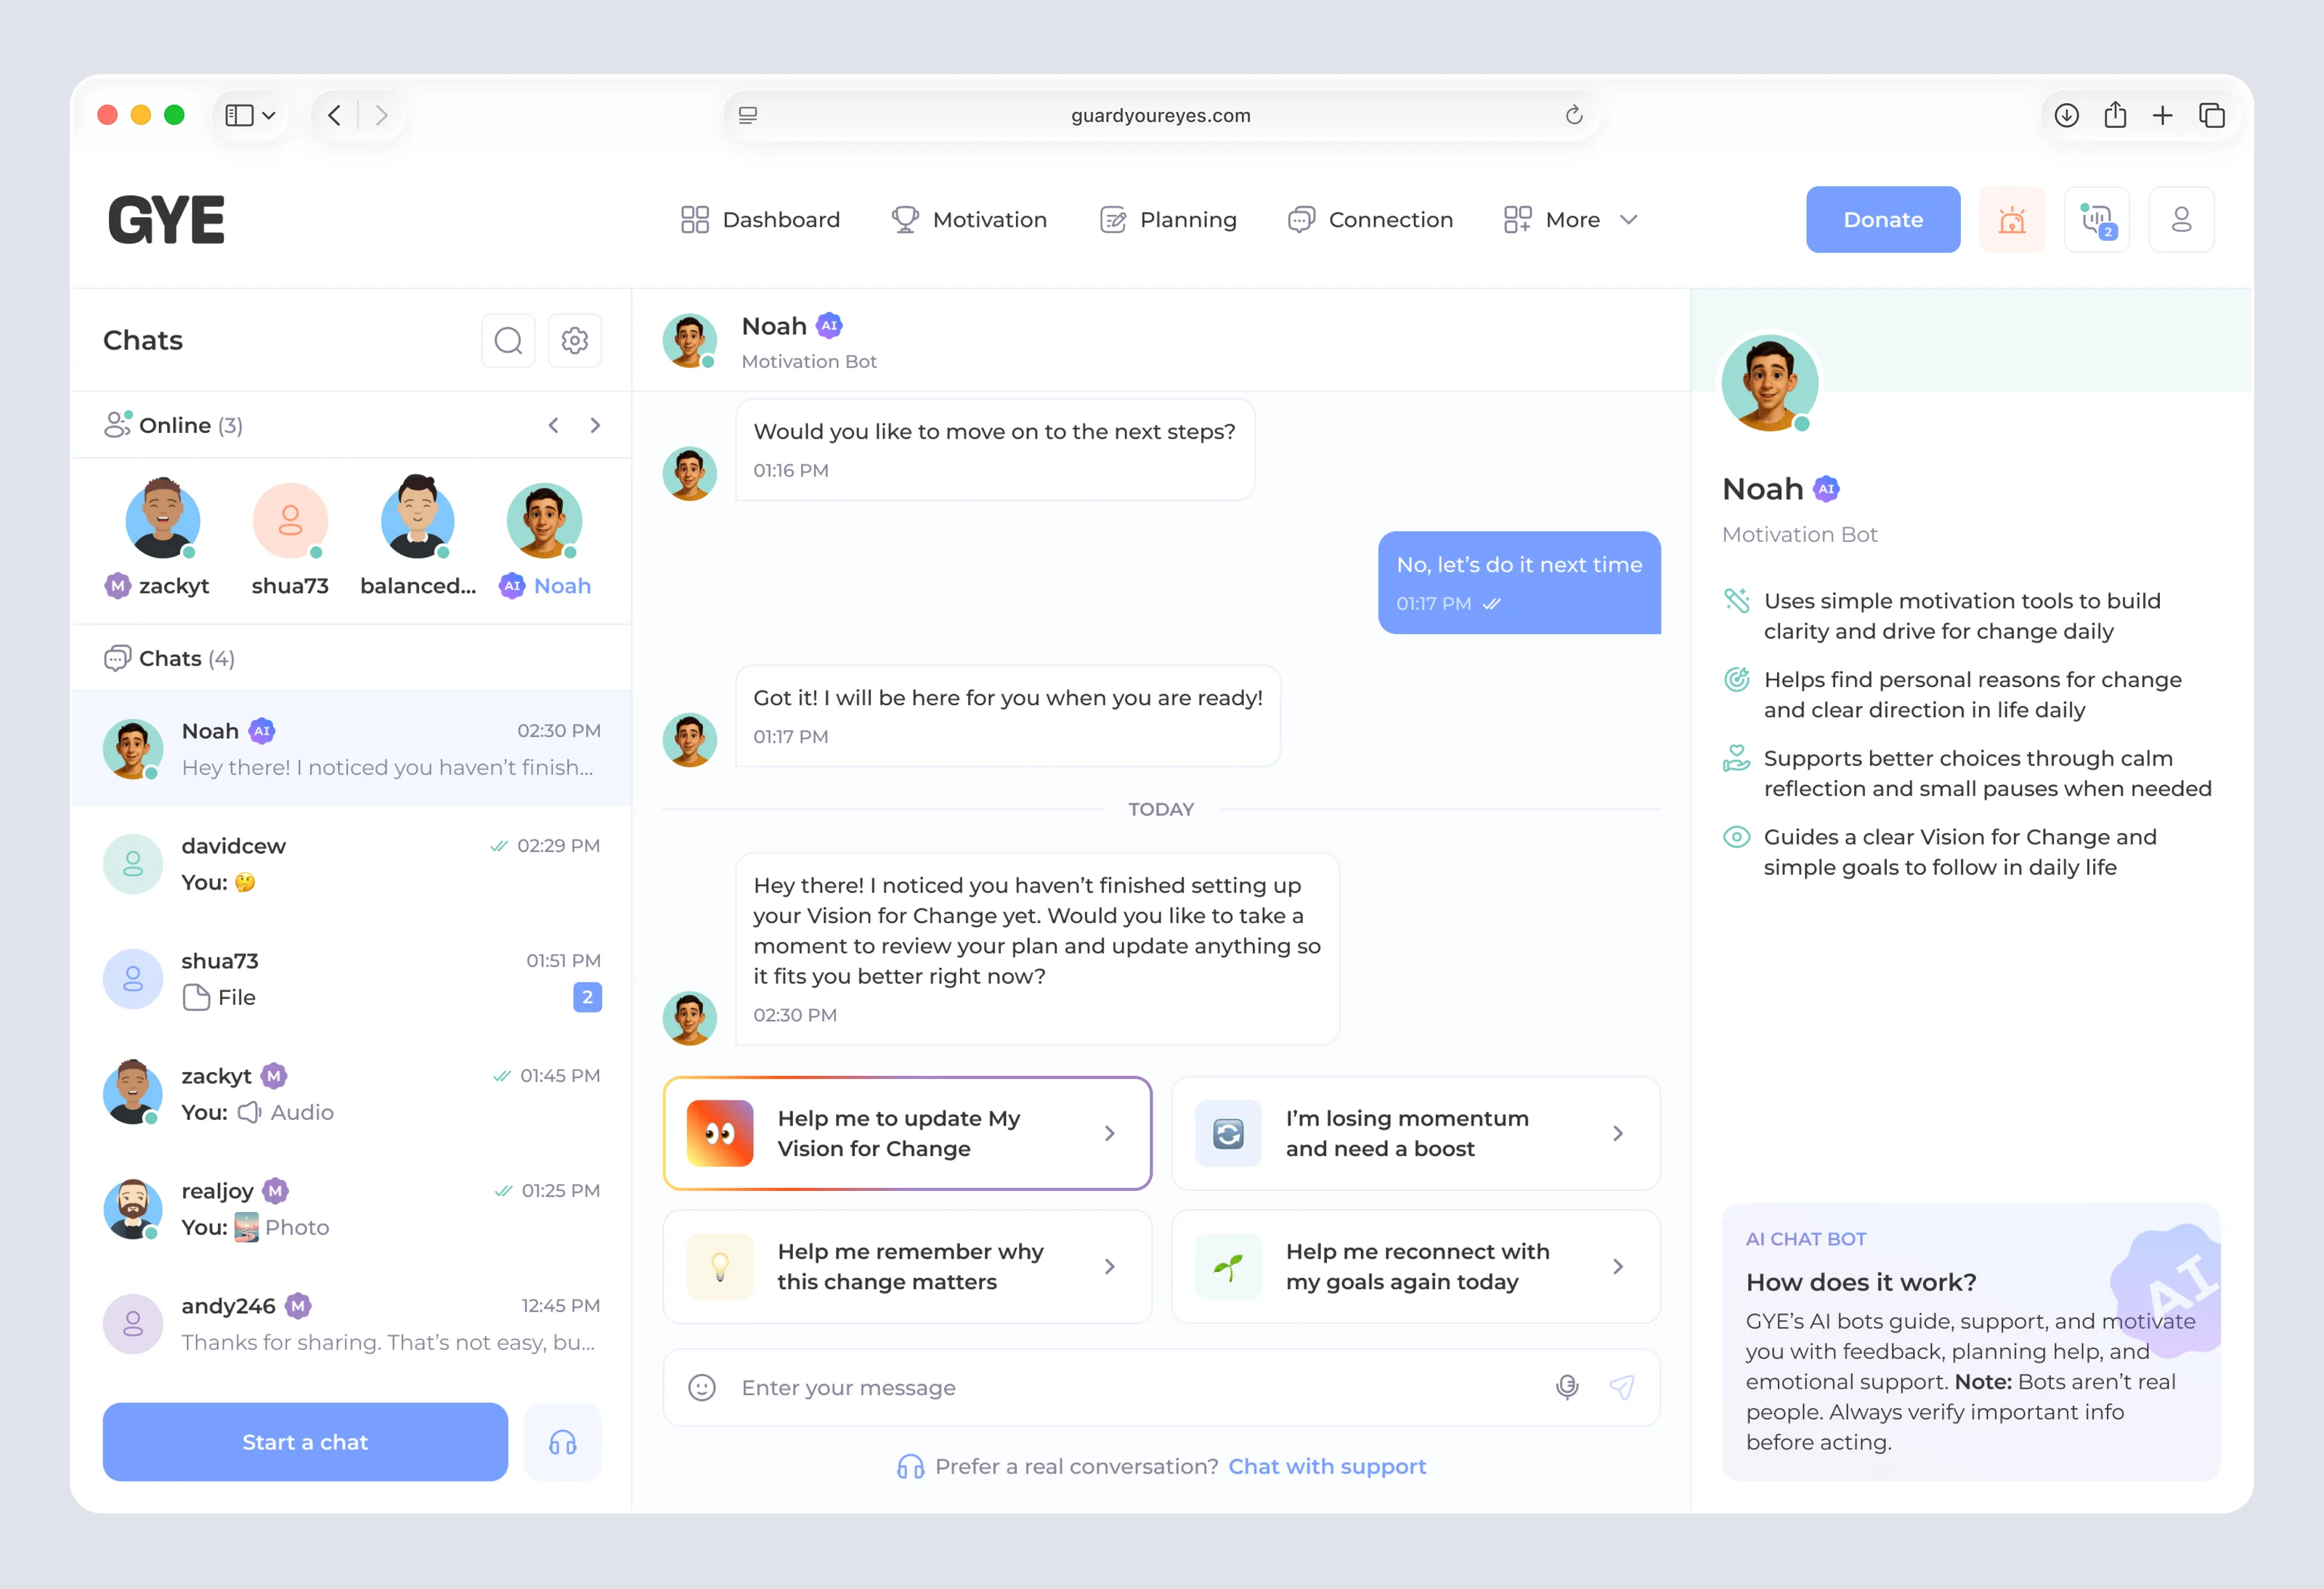 guardyoureyes.com
GYE
Dashboard
Motivation
Planning
Connection
More
Donate
2
Chats
Online (3)
M zackyt
shua73
balanced...
AI Noah
Chats (4)
Noah AI
02:30 PM
Hey there! I noticed you haven’t finish...
davidcew
02:29 PM
You: 🤔
shua73
01:51 PM
File
2
zackyt M
01:45 PM
You: Audio
realjoy M
01:25 PM
You: Photo
andy246 M
12:45 PM
Thanks for sharing. That’s not easy, bu...
Start a chat
Noah AI
Motivation Bot
Would you like to move on to the next steps?
01:16 PM
No, let’s do it next time
01:17 PM
Got it! I will be here for you when you are ready!
01:17 PM
TODAY
Hey there! I noticed you haven’t finished setting up
your Vision for Change yet. Would you like to take a
moment to review your plan and update anything so
it fits you better right now?
02:30 PM
Help me to update My
Vision for Change
I’m losing momentum
and need a boost
Help me remember why
this change matters
Help me reconnect with
my goals again today
Enter your message
Prefer a real conversation? Chat with support
Noah AI
Motivation Bot
Uses simple motivation tools to build
clarity and drive for change daily
Helps find personal reasons for change
and clear direction in life daily
Supports better choices through calm
reflection and small pauses when needed
Guides a clear Vision for Change and
simple goals to follow in daily life
AI CHAT BOT
AI
How does it work?
GYE’s AI bots guide, support, and motivate
you with feedback, planning help, and
emotional support. Note: Bots aren’t real
people. Always verify important info
before acting.